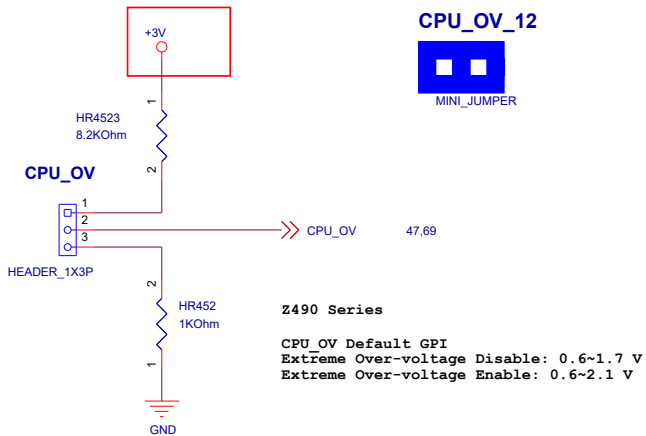 +3V
CPU_OV_12
MINI_JUMPER
1
HR4523
8.2KOhm
2
CPU_OV
1
2
3
CPU_OV 47,69
HEADER_1X3P
2
HR452
1KOhm
1
GND
Z490 Series
CPU_OV Default GPI
Extreme Over-voltage Disable: 0.6~1.7 V
Extreme Over-voltage Enable: 0.6~2.1 V